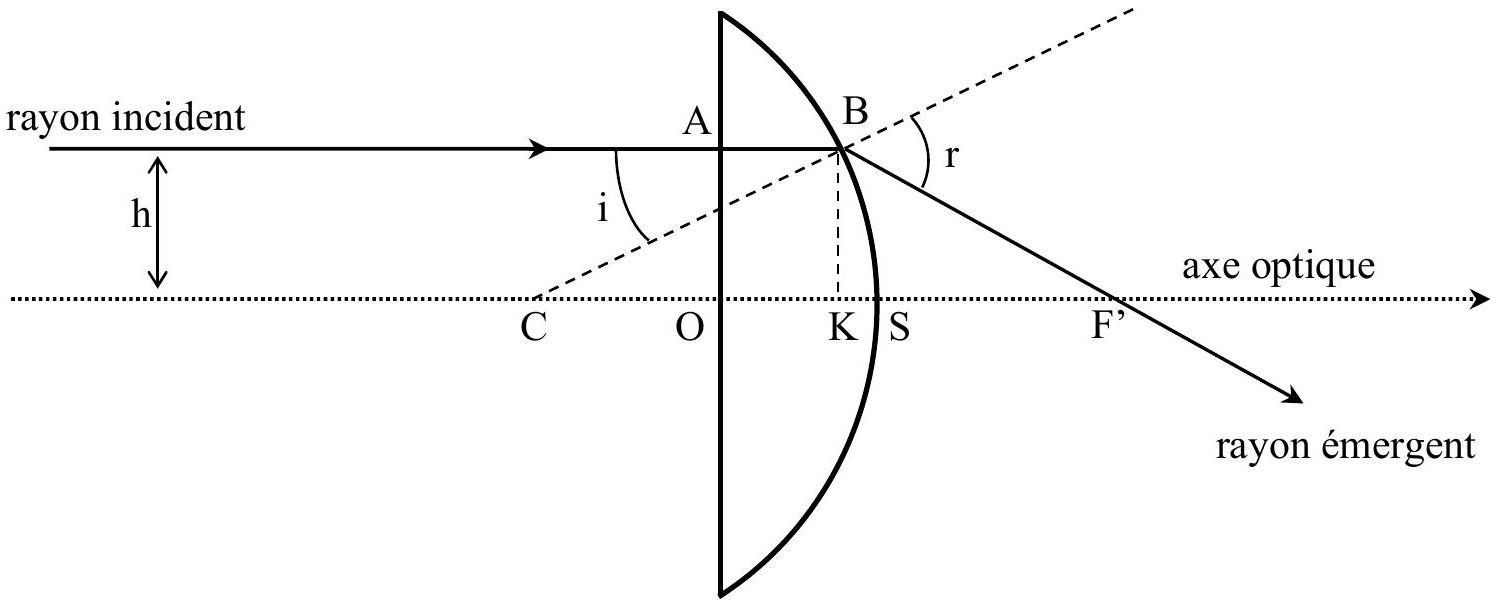 A
B
rayon incident
r
h
i
axe optique
C
O
K
S
F'
rayon émergent